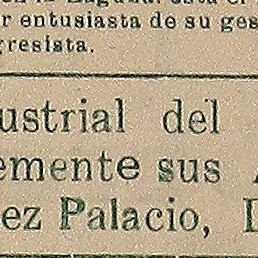 r entusiasta de su ges
gresista.
ustrial del
emente sus
ez Palacio,